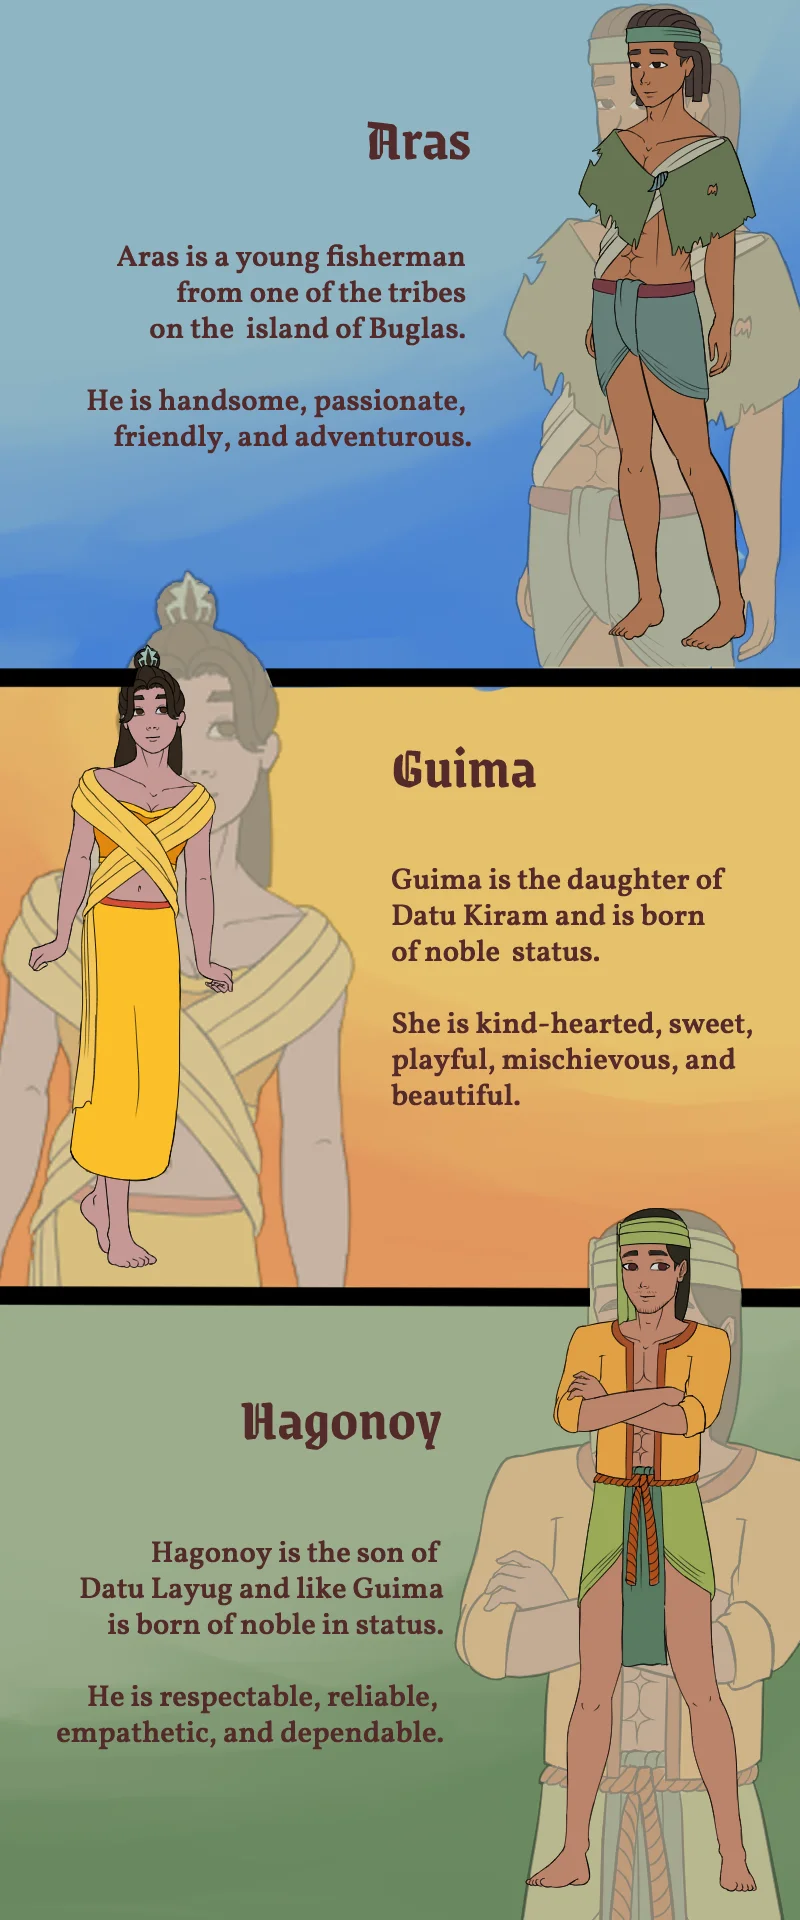 Aras
Aras is a young fisherman
from one of the tribes
on the island of Buglas.
He is handsome, passionate,
friendly, and adventurous.
Guima
Guima is the daughter of
Datu Kiram and is born
of noble status.
She is kind-hearted, sweet,
playful, mischievous, and
beautiful.
Hagonoy
Hagonoy is the son of
Datu Layug and like Guima
is born of noble in status.
He is respectable, reliable,
empathetic, and dependable.